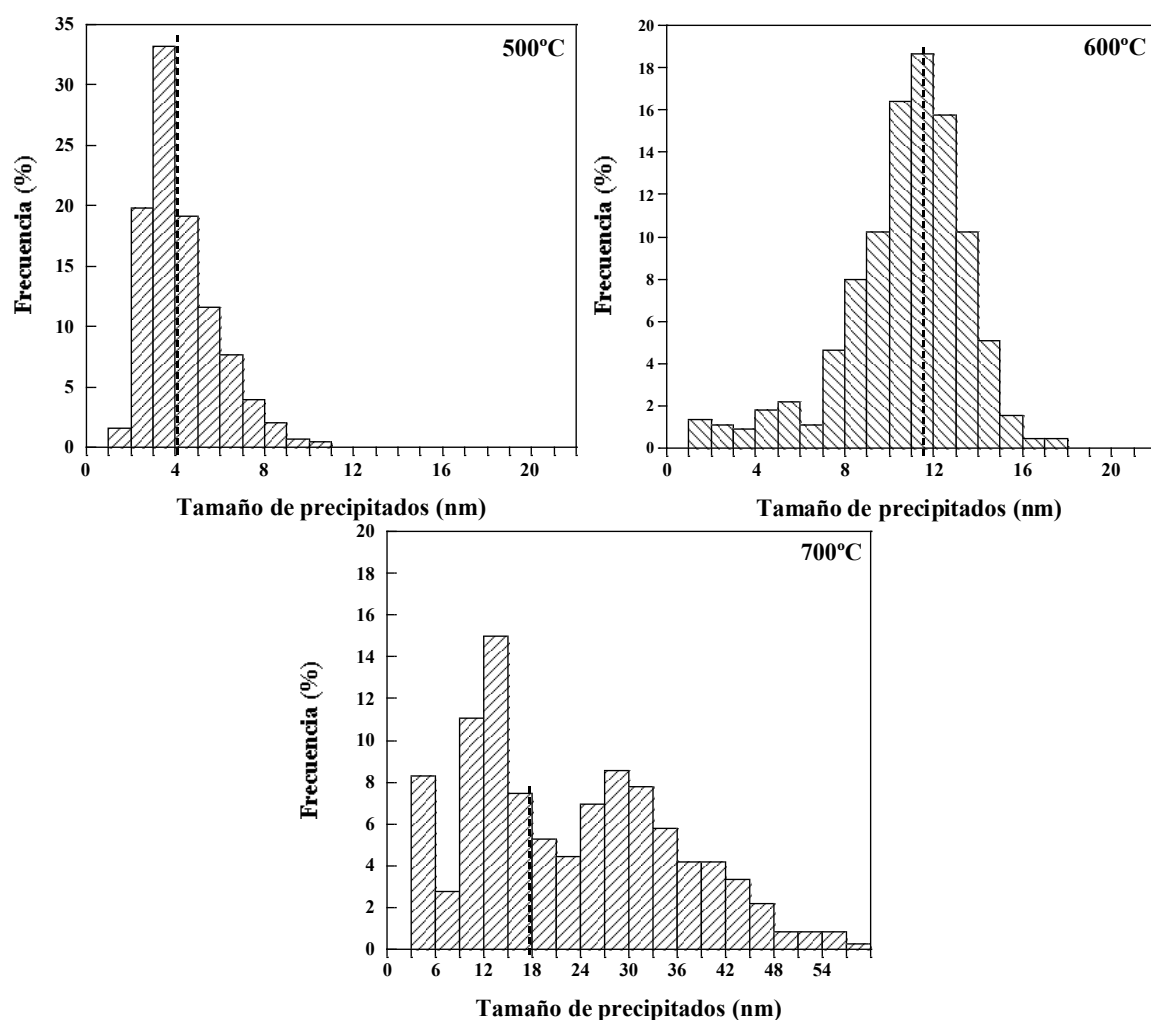 500ºC
35
30
25
20
15
10
5
0
Frecuencia (%)
0 4 8 12 16 20
Tamaño de precipitados (nm)
600ºC
20
18
16
14
12
10
8
6
4
2
0
Frecuencia (%)
0 4 8 12 16 20
Tamaño de precipitados (nm)
700ºC
20
18
16
14
12
10
8
6
4
2
0
Frecuencia (%)
0 6 12 18 24 30 36 42 48 54
Tamaño de precipitados (nm)